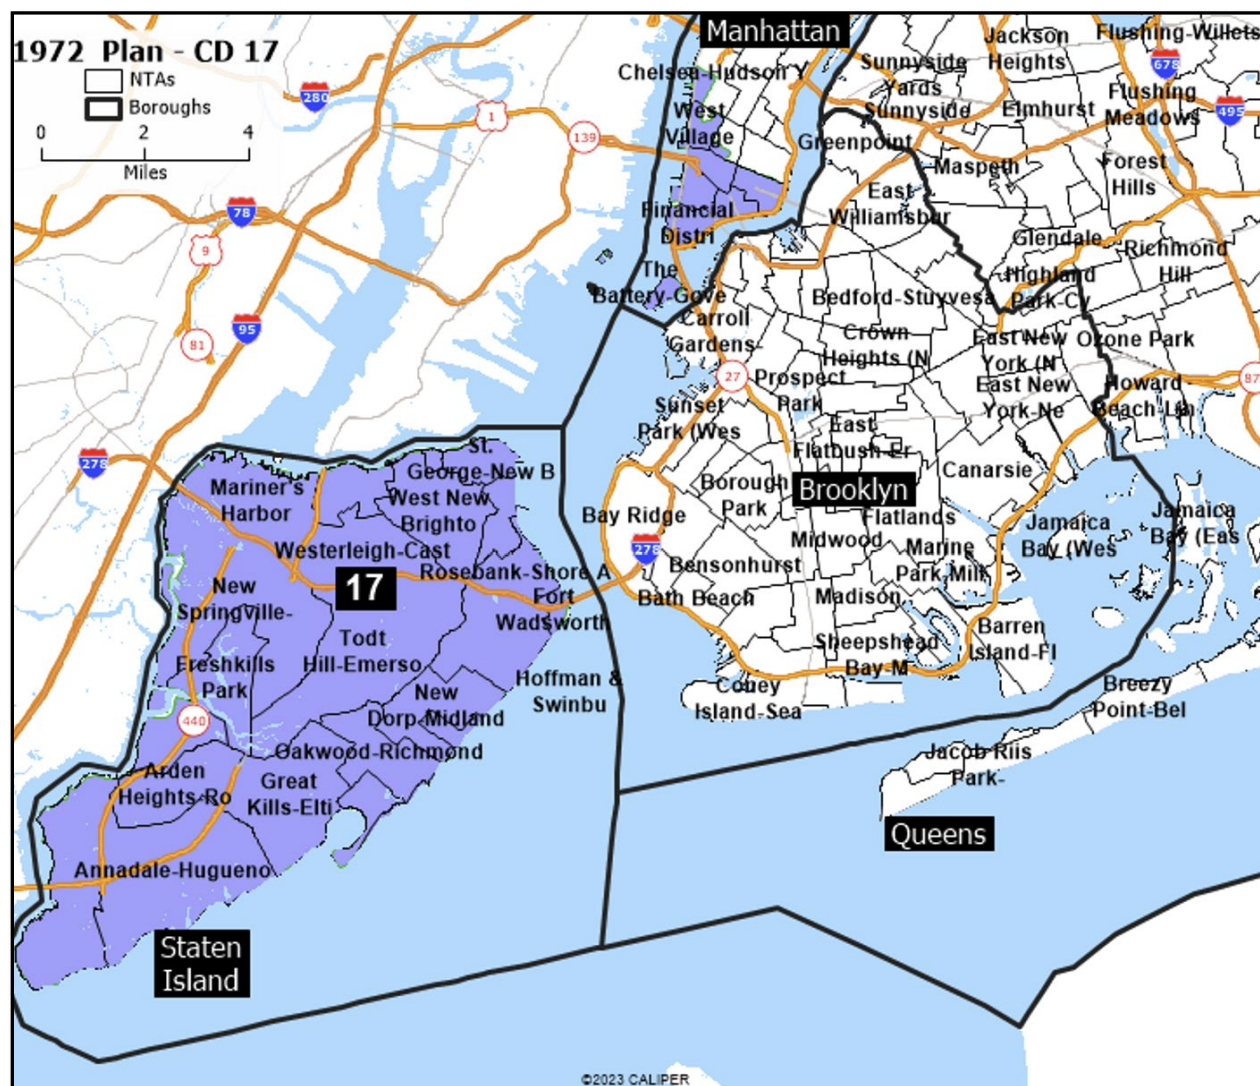 1972 Plan - CD 17
NTAs
Boroughs
0 2 4
Miles
Manhattan
Chelsea-Hudson Y
West
Village
Financial
Distri
The
Battery-Gove
Jackson
Heights
Flushing-Willets
Sunnyside
Yards
Sunnyside
Elmhurst
Flushing
Meadows
Greenpoint
Maspeth
Forest
Hills
East
Williamsbur
Glendale
Richmond
Hill
Highland
Park-Cy
Bedford-Stuyvesa
Carroll
Gardens
Crown
Heights (N
East New
York (N
Ozone Park
East New
York-Ne
Howard
Beach-Lin
Prospect
Park
Sunset
Park (Wes
East
Flatbush-Er
Canarsie
Borough
Park
Brooklyn
Bay Ridge
Flatlands
Jamaica
Bay (Wes
Jamaica
Bay (Eas
Midwood
Marine
Park-Mill
Bensonhurst
Bath Beach
Madison
Sheepshead
Bay-M
Barren
Island-Fl
Coney
Island-Sea
Breezy
Point-Bel
Jacob Riis
Park-
Queens
St.
George-New B
Mariner's
Harbor
West New
Brighto
Westerleigh-Cast
Rosebank-Shore A
Fort
Wadsworth
17
New
Springville-
Todt
Hill-Emerso
Freshkills
Park
Hoffman &
Swinbu
New
Dorp-Midland
Oakwood-Richmond
Arden
Heights-Ro
Great
Kills-Elti
Annadale-Hugueno
Staten
Island
280
1
139
678
495
78
9
95
81
278
27
87
278
440
©2023 CALIPER